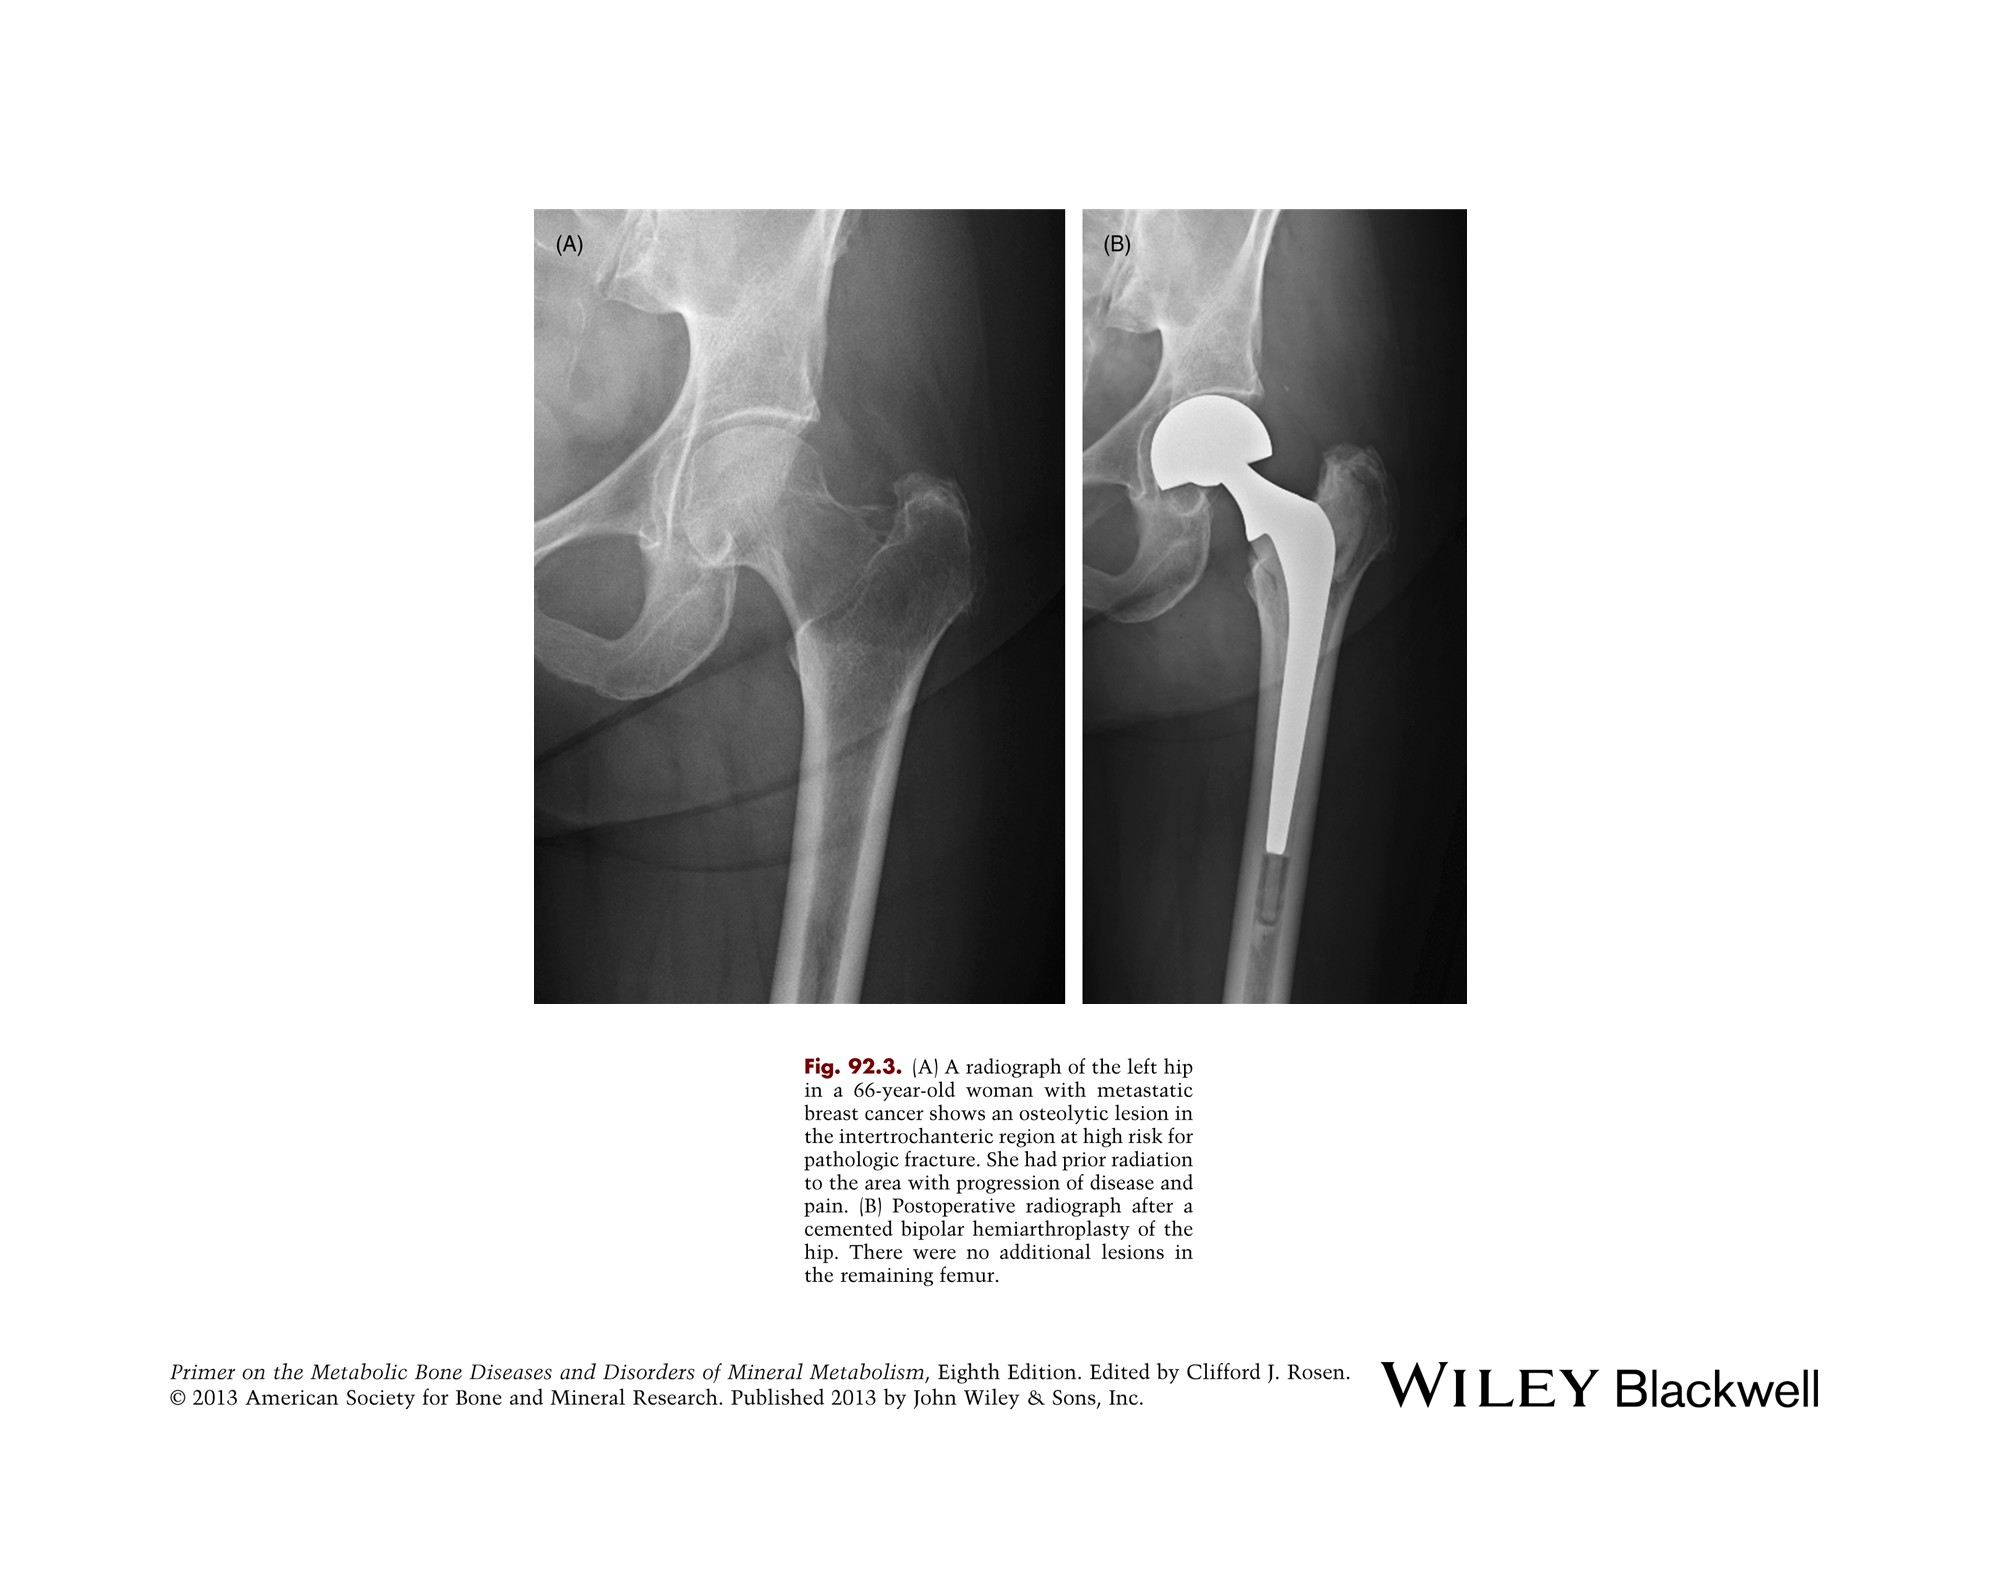 (A)
(B)
Fig. 92.3. (A) A radiograph of the left hip
in a 66-year-old woman with metastatic
breast cancer shows an osteolytic lesion in
the intertrochanteric region at high risk for
pathologic fracture. She had prior radiation
to the area with progression of disease and
pain. (B) Postoperative radiograph after a
cemented bipolar hemiarthroplasty of the
hip. There were no additional lesions in
the remaining femur.
Primer on the Metabolic Bone Diseases and Disorders of Mineral Metabolism, Eighth Edition. Edited by Clifford J. Rosen.
© 2013 American Society for Bone and Mineral Research. Published 2013 by John Wiley & Sons, Inc.
WILEY Blackwell